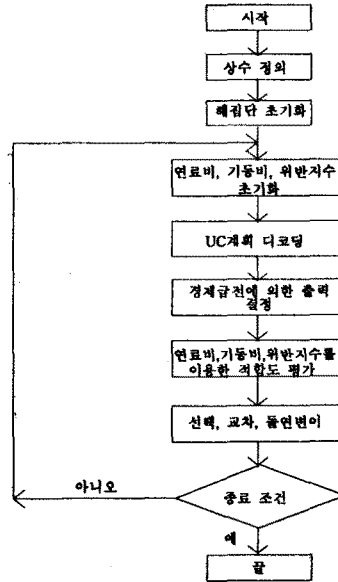 시작
상수 정의
해집단 초기화
연료비, 기동비, 위반지수
초기화
UC계획 디코딩
경제급전에 의한 출력
결정
연료비,기동비,위반지수를
이용한 적합도 평가
선택, 교차, 돌연변이
아니오
종료 조건
예
끝